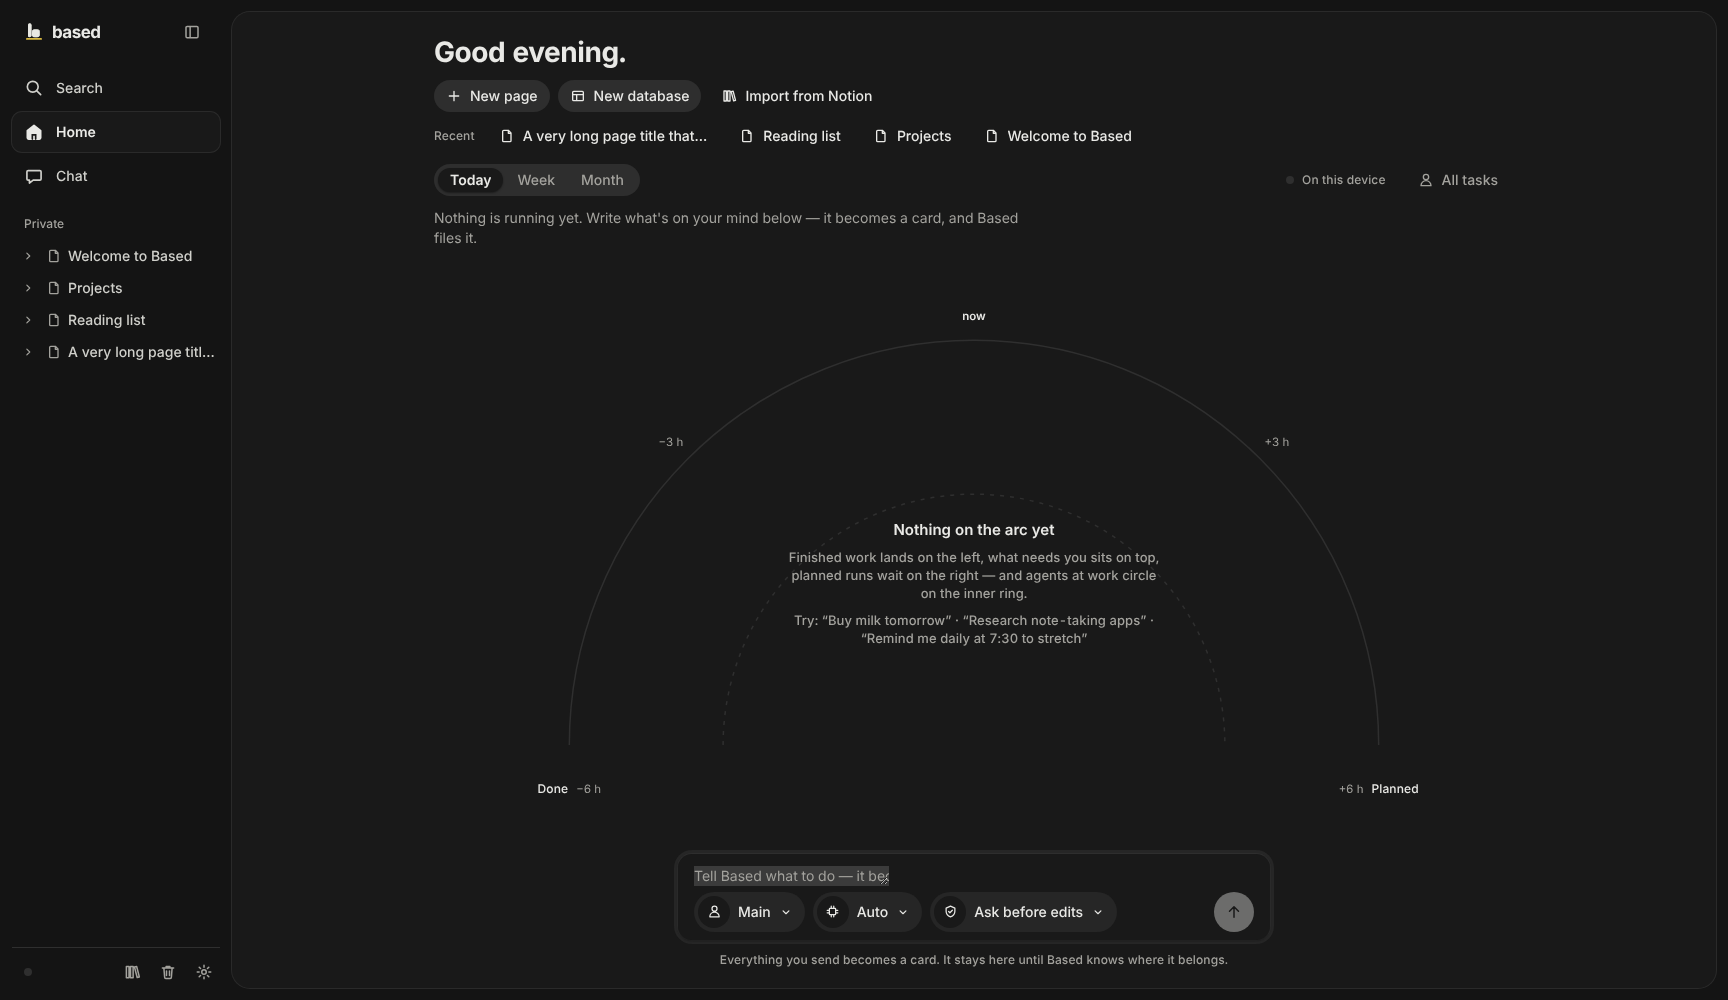 based
Search
Home
Chat
Private
Welcome to Based
Projects
Reading list
A very long page titl...
Good evening.
New page
New database
Import from Notion
Recent
A very long page title that...
Reading list
Projects
Welcome to Based
Today
Week
Month
On this device
All tasks
Nothing is running yet. Write what's on your mind below — it becomes a card, and Based
files it.
now
−3 h
+3 h
Nothing on the arc yet
Finished work lands on the left, what needs you sits on top,
planned runs wait on the right — and agents at work circle
on the inner ring.
Try: “Buy milk tomorrow” · “Research note-taking apps” ·
“Remind me daily at 7:30 to stretch”
Done −6 h
+6 h Planned
Tell Based what to do — it
Main
Auto
Ask before edits
Everything you send becomes a card. It stays here until Based knows where it belongs.